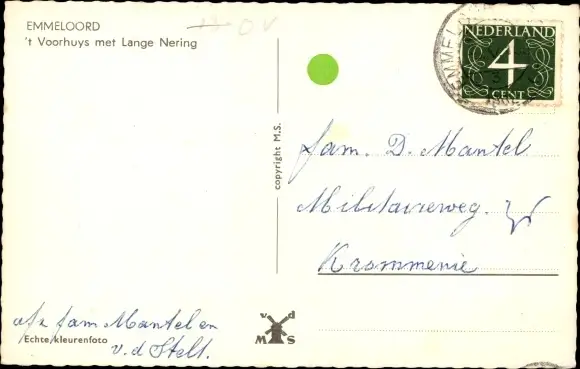 EMMELOORD
't Voorhuys met Lange Nering
NEDERLAND
4
CENT
copyright M.S.
fam. D. Mantel
Militaireweg.
Krommenie
afz fam Mantel en
v.d Stelt.
Echte kleurenfoto
v d
M S